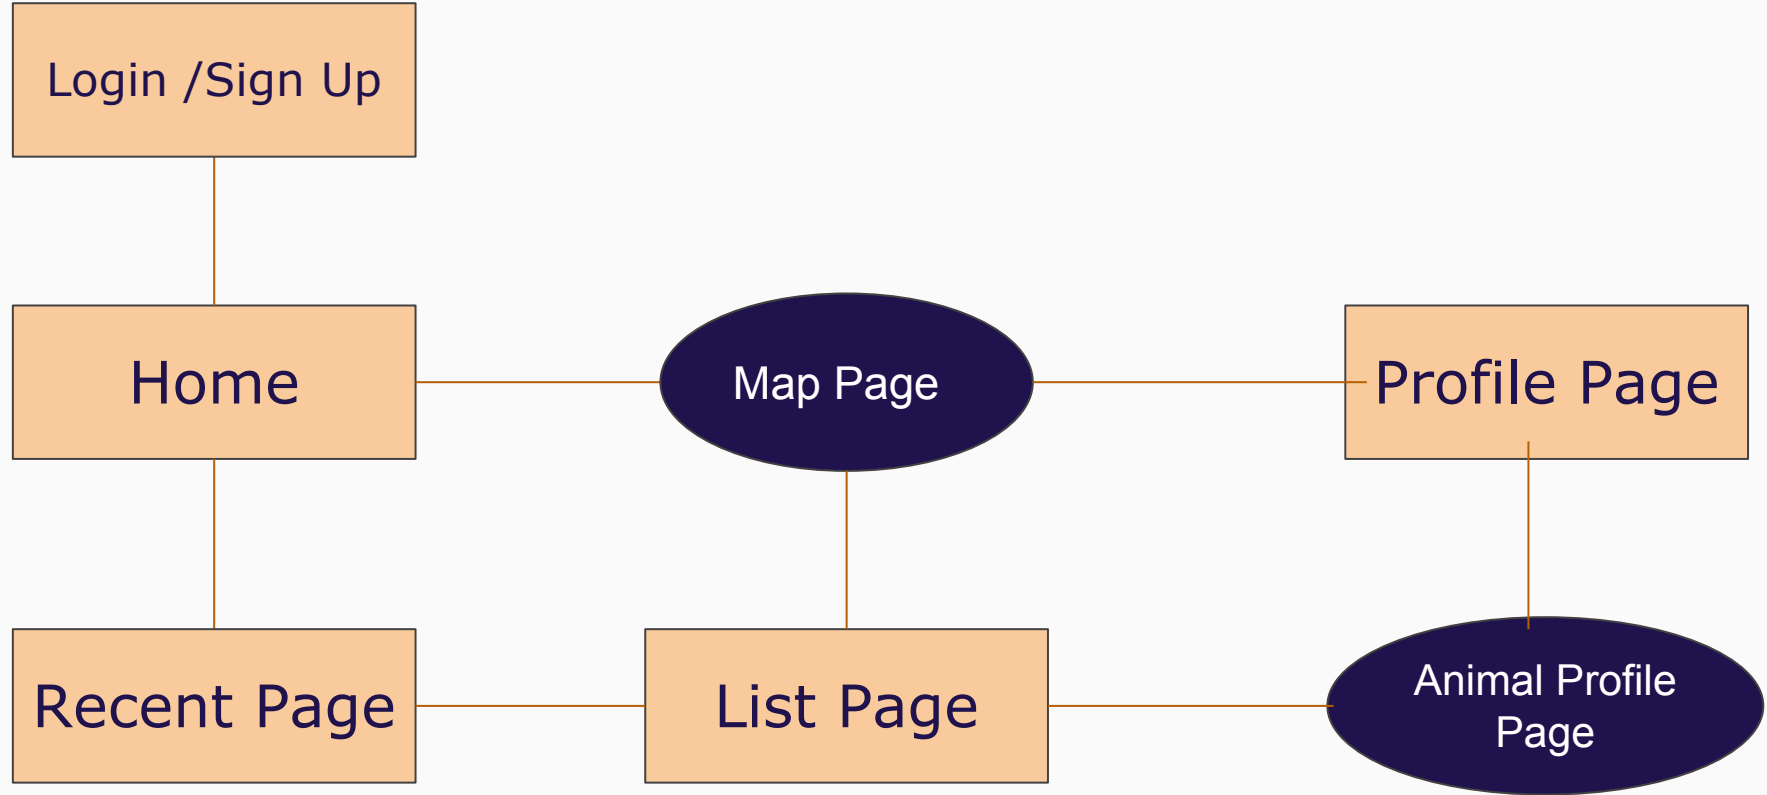 Login /Sign Up
Home
Map Page
Profile Page
Recent Page
List Page
Animal Profile
Page